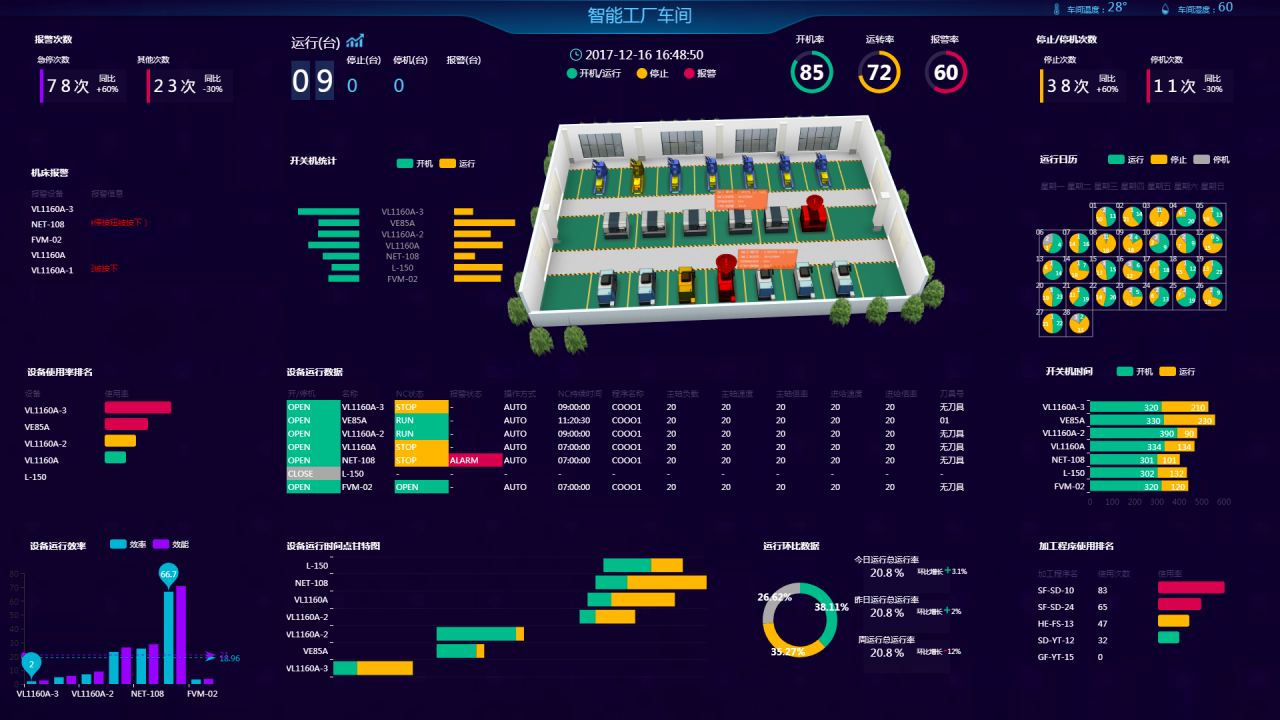 智能工厂车间
车间温度：28°
车间湿度：60
报警次数
急停次数
78次 同比 +60%
其他次数
23次 同比 -30%
运行(台)
09
停止(台)
0
停机(台)
0
报警(台)
2017-12-16 16:48:50
开机/运行 停止 报警
开机率
85
运转率
72
报警率
60
停止/停机次数
停止次数
38次 同比 +60%
停机次数
11次 同比 -30%
机床报警
报警设备 报警信息
VL1160A-3
NET-108
FVM-02
VL1160A
VL1160A-1
开关机统计
开机 运行
VL1160A-3
VE85A
VL1160A-2
VL1160A
NET-108
L-150
FVM-02
运行日历
运行 停止 停机
星期一 星期二 星期三 星期四 星期五 星期六 星期日
01 02 03 04 05
06 07 08 09 10 11 12
13 14 15 16 17 18 19
20 21 22 23 24 25 26
27 28
设备使用率排名
设备 使用率
VL1160A-3
VE85A
VL1160A-2
VL1160A
L-150
设备运行数据
开/停机 名称 NC状态 报警状态 操作方式 NC持续时间 程序名称 主轴负数 主轴速度 主轴倍率 进给速度 进给倍率 刀具号
OPEN VL1160A-3 STOP - AUTO 09:00:00 COOO1 20 20 20 20 20 无刀具
OPEN VE85A RUN - AUTO 11:20:30 COOO1 20 20 20 20 20 01
OPEN VL1160A-2 RUN - AUTO 09:00:00 COOO1 20 20 20 20 20 无刀具
OPEN VL1160A STOP - AUTO 07:00:00 COOO1 20 20 20 20 20 无刀具
OPEN NET-108 STOP ALARM AUTO 07:00:00 COOO1 20 20 20 20 20 无刀具
CLOSE L-150 - - - - - - - - - - -
OPEN FVM-02 OPEN - AUTO 07:00:00 COOO1 20 20 20 20 20 无刀具
开关机时间
开机 运行
VL1160A-3 320 210
VE85A 330 230
VL1160A-2 390 90
VL1160A 334 134
NET-108 301 101
L-150 302 132
FVM-02 320 120
0 100 200 300 400 500 600
设备运行效率
效率 效能
80
70
60
50
40
30
20
10
0
66.7
2
18.96
VL1160A-3 VL1160A-2 NET-108 FVM-02
设备运行时间点甘特图
L-150
NET-108
VL1160A
VL1160A-2
VL1160A-2
VE85A
VL1160A-3
运行环比数据
26.62%
38.11%
35.27%
今日运行总运行率
20.8 % 环比增长 + 3.1%
昨日运行总运行率
20.8 % 环比增长 + 2%
周运行总运行率
20.8 % 环比增长 - 12%
加工程序使用排名
加工程序名 使用次数 使用率
SF-SD-10 83
SF-SD-24 65
HE-FS-13 47
SD-YT-12 32
GF-YT-15 0